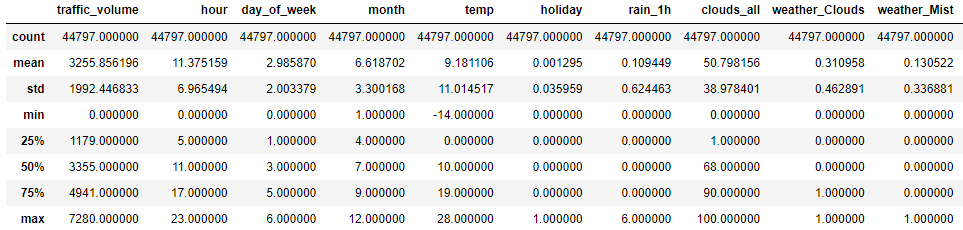 traffic_volume hour day_of_week month temp holiday rain_1h clouds_all weather_Clouds weather_Mist
count 44797.000000 44797.000000 44797.000000 44797.000000 44797.000000 44797.000000 44797.000000 44797.000000 44797.000000 44797.000000
mean 3255.856196 11.375159 2.985870 6.618702 9.181106 0.001295 0.109449 50.798156 0.310958 0.130522
std 1992.446833 6.965494 2.003379 3.300168 11.014517 0.035959 0.624463 38.978401 0.462891 0.336881
min 0.000000 0.000000 0.000000 1.000000 -14.000000 0.000000 0.000000 0.000000 0.000000 0.000000
25% 1179.000000 5.000000 1.000000 4.000000 0.000000 0.000000 0.000000 1.000000 0.000000 0.000000
50% 3355.000000 11.000000 3.000000 7.000000 10.000000 0.000000 0.000000 68.000000 0.000000 0.000000
75% 4941.000000 17.000000 5.000000 9.000000 19.000000 0.000000 0.000000 90.000000 1.000000 0.000000
max 7280.000000 23.000000 6.000000 12.000000 28.000000 1.000000 6.000000 100.000000 1.000000 1.000000